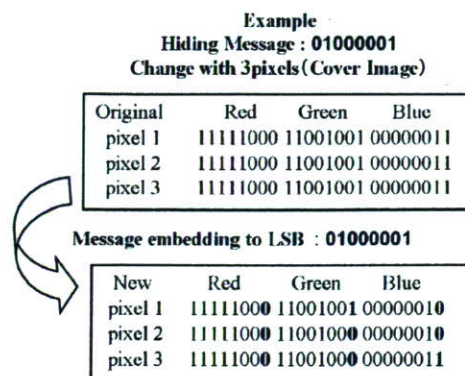 Example
Hiding Message : 01000001
Change with 3pixels(Cover Image)
Original Red Green Blue
pixel 1 11111000 11001001 00000011
pixel 2 11111000 11001001 00000011
pixel 3 11111000 11001001 00000011
Message embedding to LSB : 01000001
New Red Green Blue
pixel 1 11111000 11001001 00000010
pixel 2 11111000 11001000 00000010
pixel 3 11111000 11001000 00000011